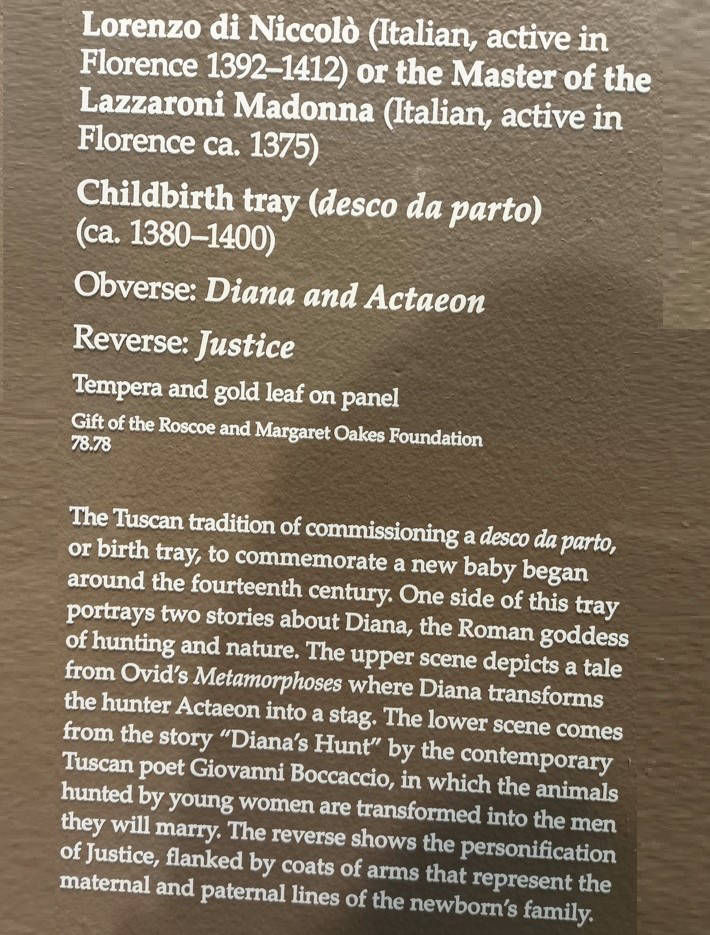 Lorenzo di Niccolò (Italian, active in
Florence 1392–1412) or the Master of the
Lazzaroni Madonna (Italian, active in
Florence ca. 1375)
Childbirth tray (desco da parto)
(ca. 1380–1400)
Obverse: Diana and Actaeon
Reverse: Justice
Tempera and gold leaf on panel
Gift of the Roscoe and Margaret Oakes Foundation
78.78
The Tuscan tradition of commissioning a desco da parto,
or birth tray, to commemorate a new baby began
around the fourteenth century. One side of this tray
portrays two stories about Diana, the Roman goddess
of hunting and nature. The upper scene depicts a tale
from Ovid’s Metamorphoses where Diana transforms
the hunter Actaeon into a stag. The lower scene comes
from the story “Diana’s Hunt” by the contemporary
Tuscan poet Giovanni Boccaccio, in which the animals
hunted by young women are transformed into the men
they will marry. The reverse shows the personification
of Justice, flanked by coats of arms that represent the
maternal and paternal lines of the newborn’s family.